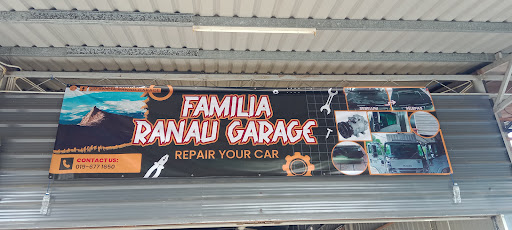 FAMILIA
RANAU GARAGE
REPAIR YOUR CAR
CONTACT US: